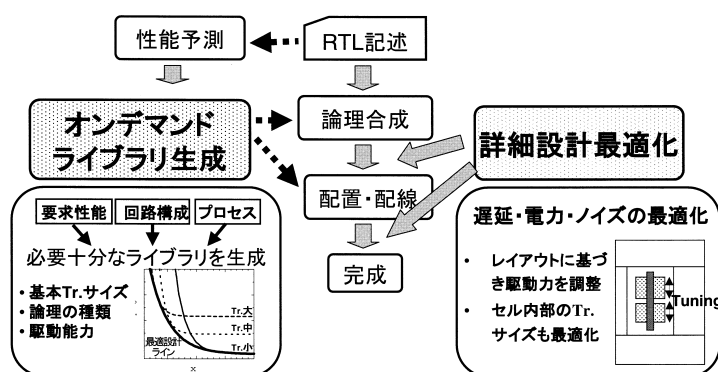 性能予測
RTL記述
オンデマンド
ライブラリ生成
論理合成
詳細設計最適化
配置・配線
完成
要求性能
回路構成
プロセス
必要十分なライブラリを生成
・基本Tr.サイズ
・論理の種類
・駆動能力
Tr.大
Tr.中
Tr.小
最適設計
ライン
x
遅延・電力・ノイズの最適化
・ レイアウトに基づ
き駆動力を調整
・ セル内部のTr.
サイズも最適化
Tuning